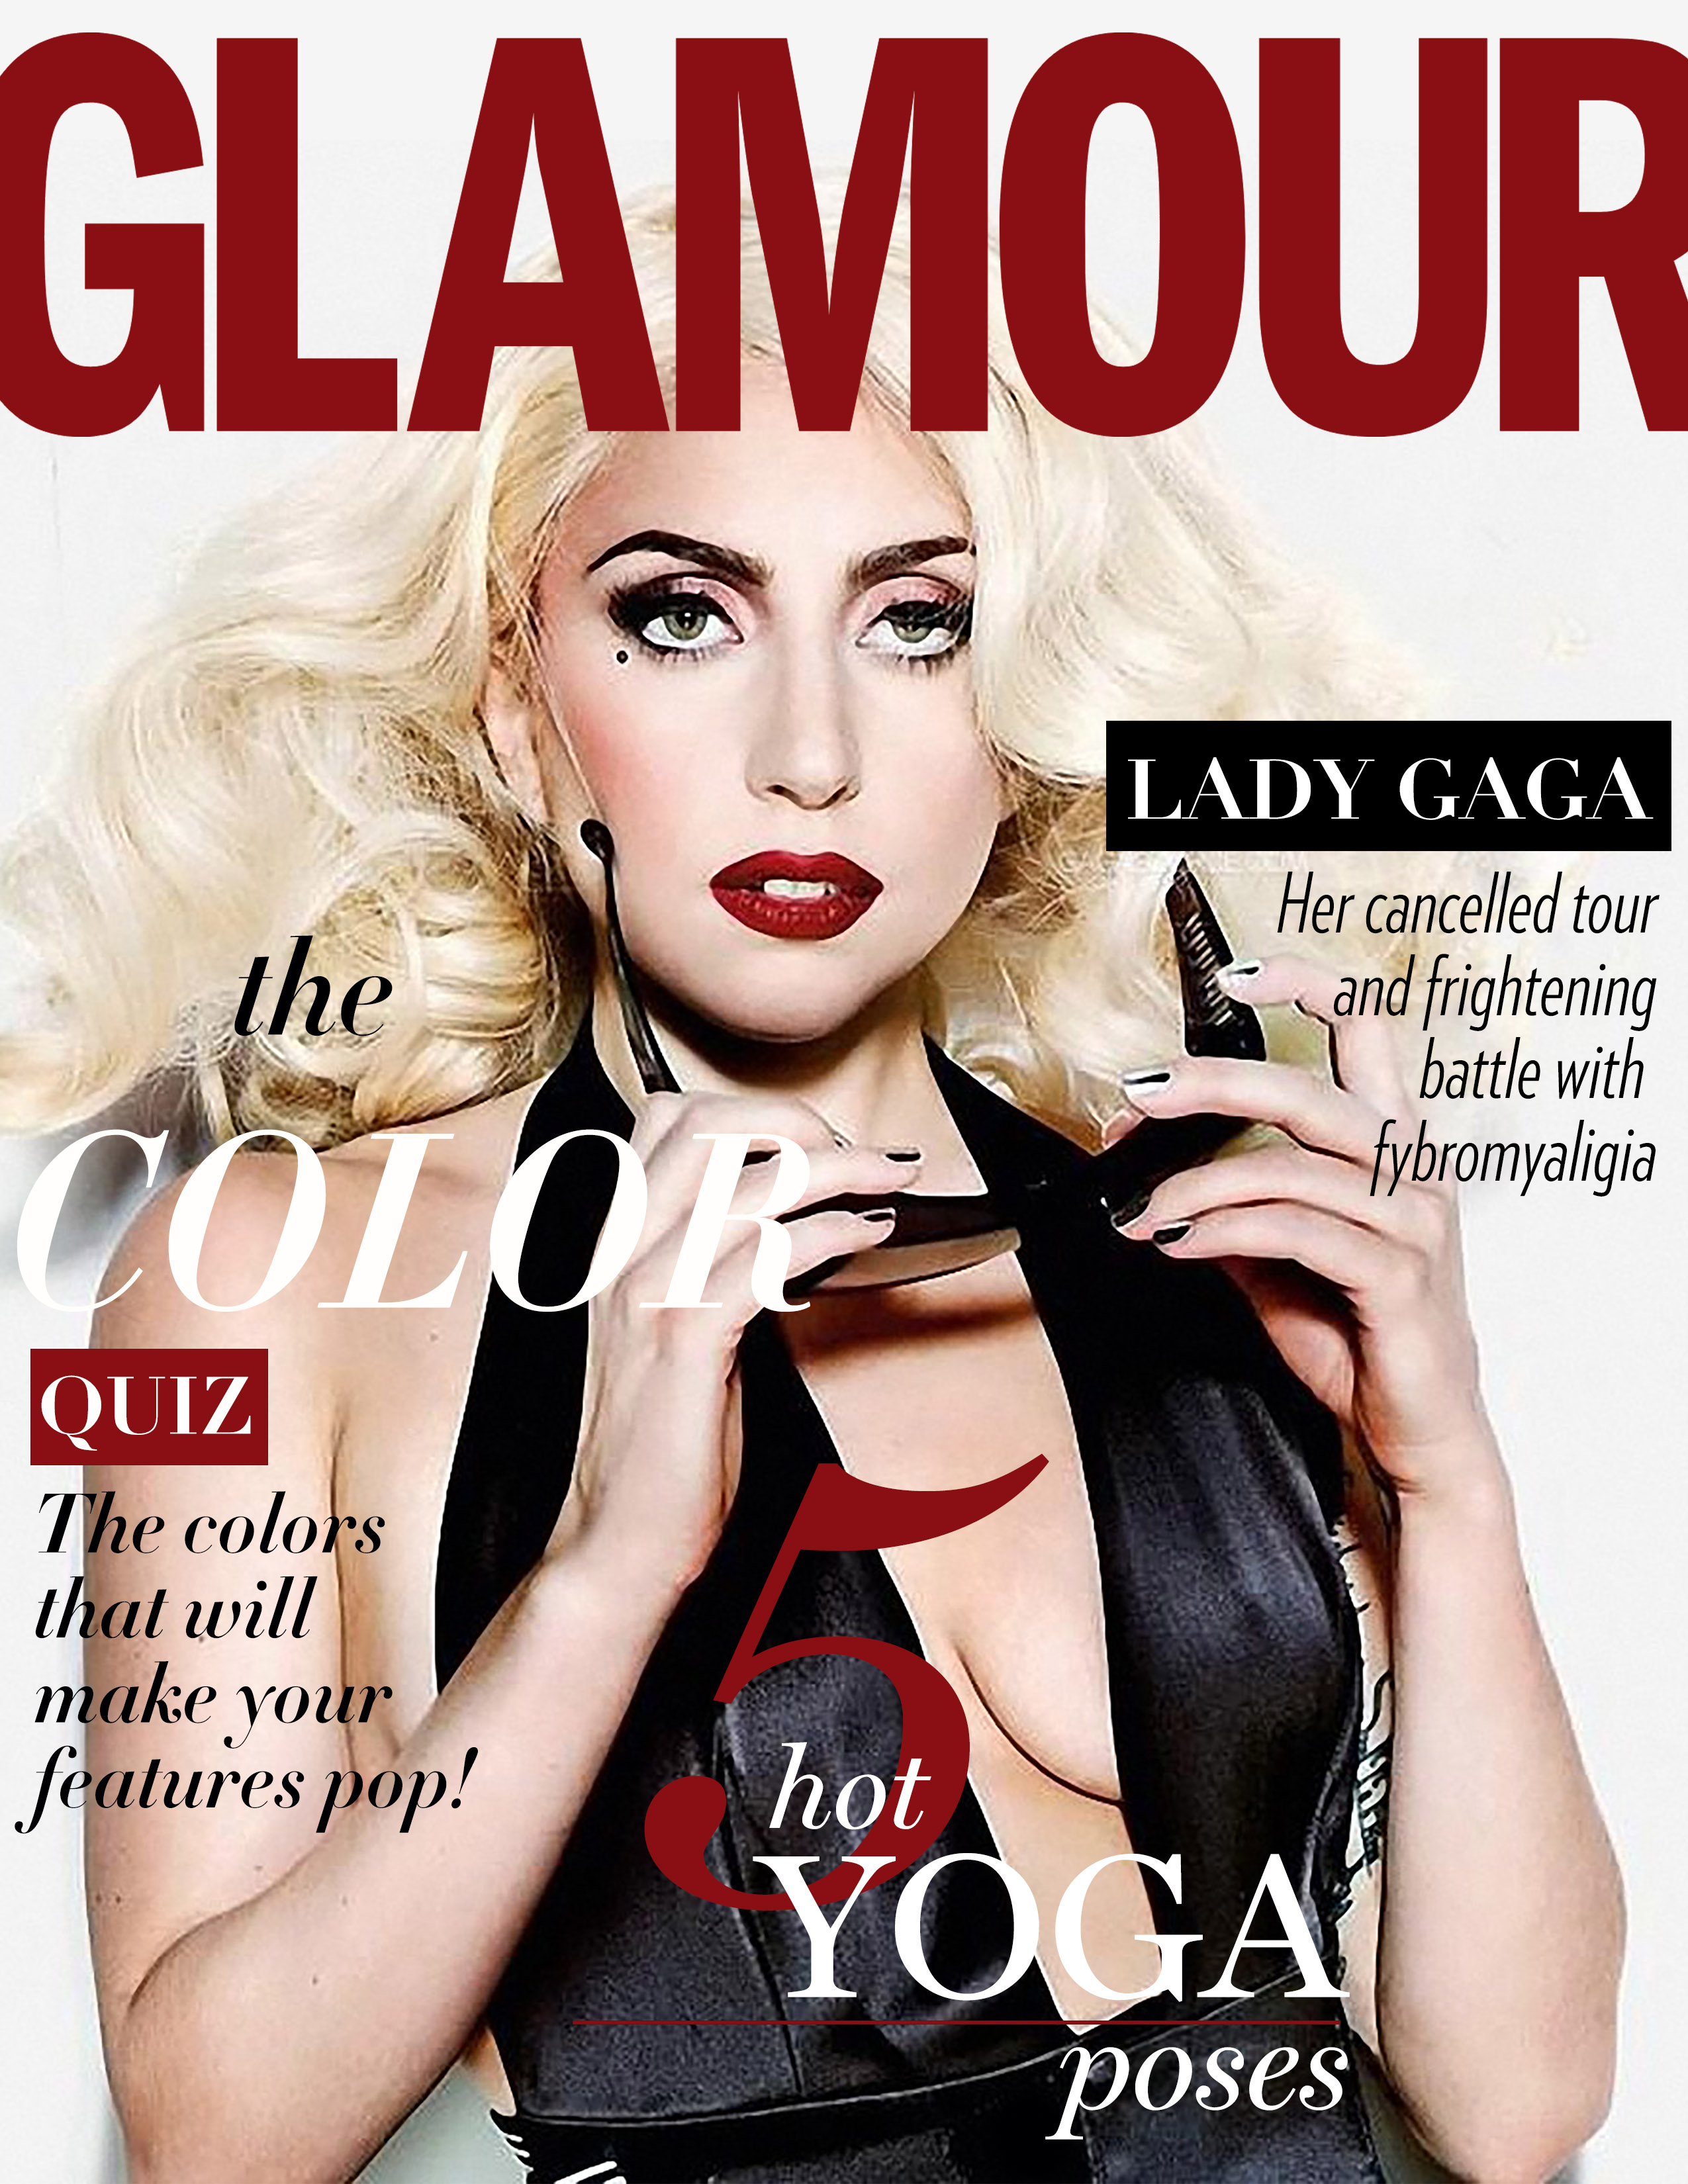 GLAMOUR
LADY GAGA
Her cancelled tour
and frightening
battle with
fybromyaligia
the
COLOR
QUIZ
The colors
that will
make your
features pop!
5
hot
YOGA
poses